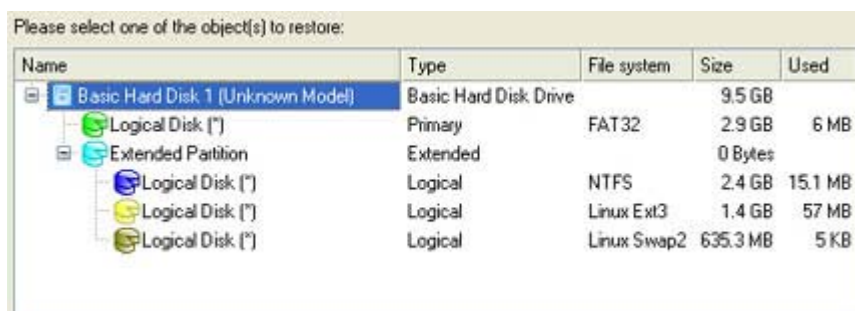 Please select one of the object(s) to restore:
Name Type File system Size Used
Basic Hard Disk 1 (Unknown Model) Basic Hard Disk Drive 9.5 GB
Logical Disk (*) Primary FAT32 2.9 GB 6 MB
Extended Partition Extended 0 Bytes
Logical Disk (*) Logical NTFS 2.4 GB 15.1 MB
Logical Disk (*) Logical Linux Ext3 1.4 GB 57 MB
Logical Disk (*) Logical Linux Swap2 635.3 MB 5 KB